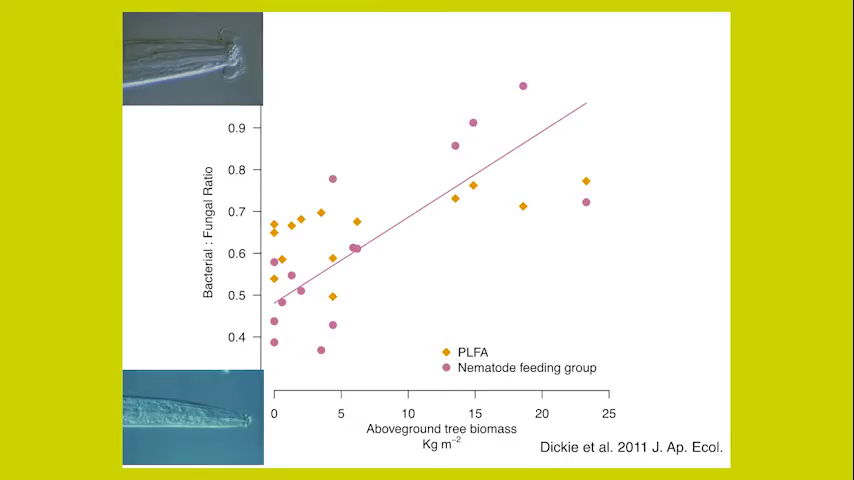 0.9
0.8
0.7
0.6
0.5
0.4
Bacterial : Fungal Ratio
PLFA
Nematode feeding group
0 5 10 15 20 25
Aboveground tree biomass
Kg m⁻²
Dickie et al. 2011 J. Ap. Ecol.